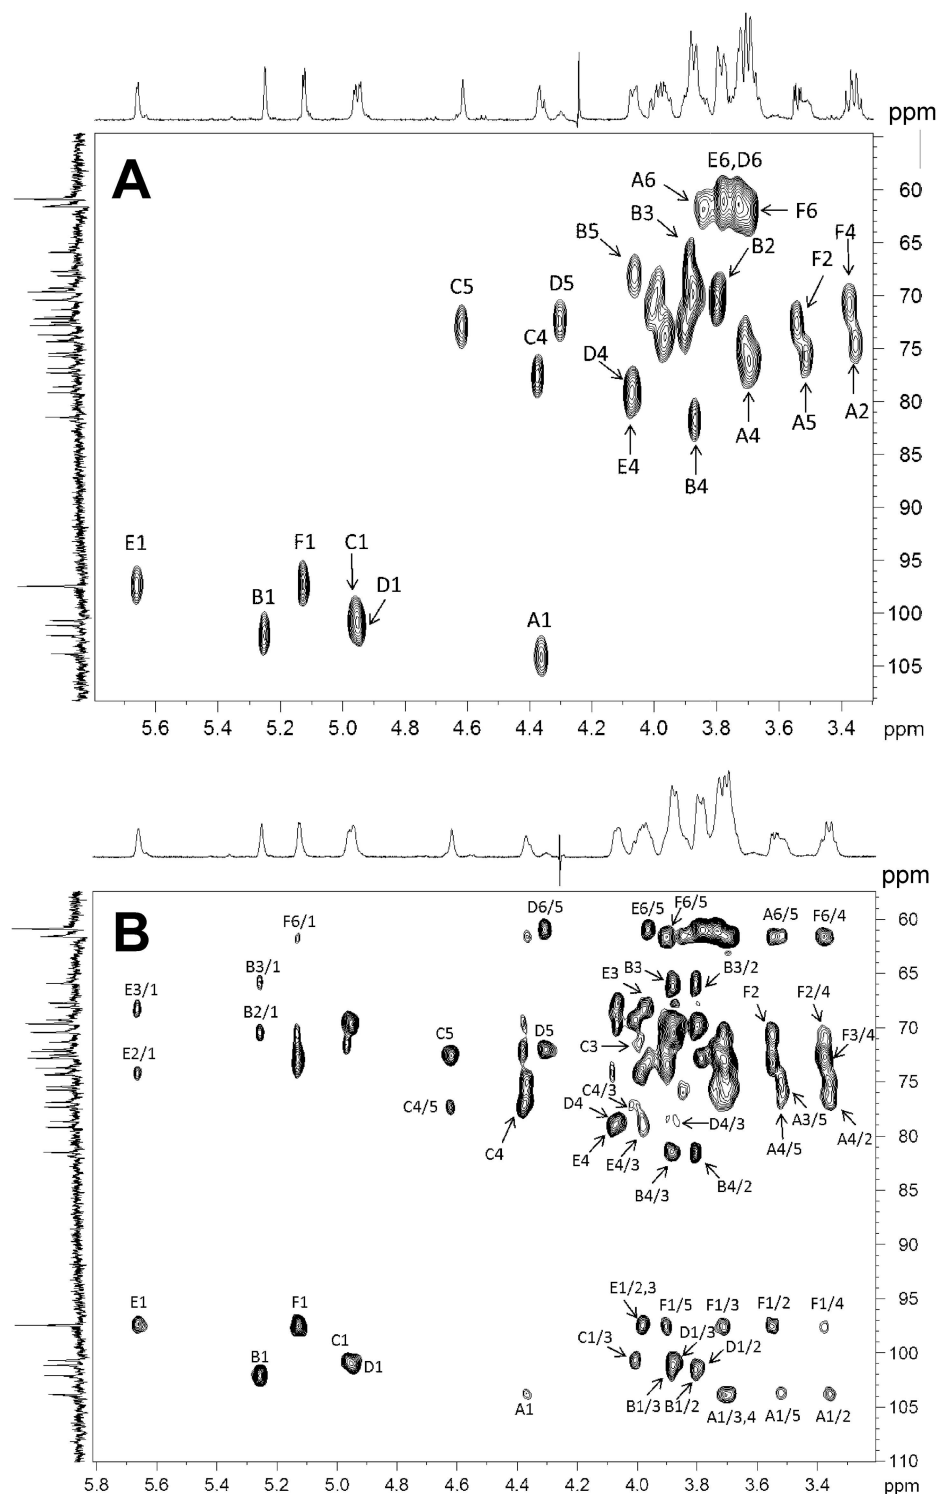 ppm
A
E6,D6
A6
60
F6
B3
B5
B2
65
F4
F2
C5
D5
70
C4
75
D4
A5
A2
80
A4
E4
B4
85
90
E1
F1
C1
95
D1
B1
100
A1
105
5.6 5.4 5.2 5.0 4.8 4.6 4.4 4.2 4.0 3.8 3.6 3.4 ppm
ppm
B
D6/5
E6/5
F6/5
A6/5
F6/4
F6/1
60
B3/1
E3
B3
B3/2
E3/1
65
B2/1
F2
F2/4
C5
D5
70
F3/4
E2/1
C3
C4/3
75
C4/5
D4
D4/3
A3/5
C4
A4/5
A4/2
80
E4
E4/3
B4/3
B4/2
85
90
E1
F1
E1/2,3
F1/5
F1/3
F1/2
F1/4
95
C1/3
D1/3
C1
D1/2
100
B1
D1
B1/3
B1/2
105
A1
A1/3,4
A1/5
A1/2
110
5.8 5.6 5.4 5.2 5.0 4.8 4.6 4.4 4.2 4.0 3.8 3.6 3.4 ppm